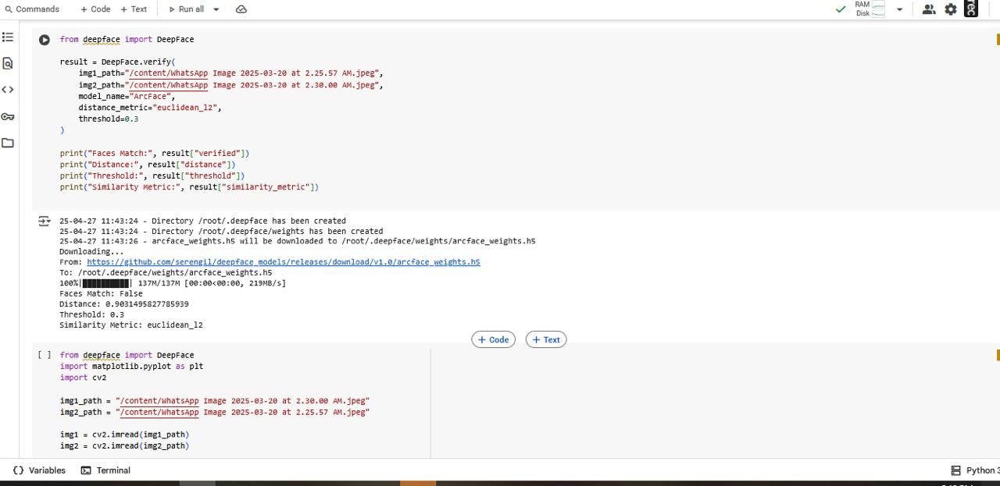 Commands + Code + Text Run all
RAM
Disk
rec
from deepface import DeepFace
result = DeepFace.verify(
img1_path="/content/WhatsApp Image 2025-03-20 at 2.25.57 AM.jpeg",
img2_path="/content/WhatsApp Image 2025-03-20 at 2.30.00 AM.jpeg",
model_name="ArcFace",
distance_metric="euclidean_l2",
threshold=0.3
)
print("Faces Match:", result["verified"])
print("Distance:", result["distance"])
print("Threshold:", result["threshold"])
print("Similarity Metric:", result["similarity_metric"])
25-04-27 11:43:24 - Directory /root/.deepface has been created
25-04-27 11:43:24 - Directory /root/.deepface/weights has been created
25-04-27 11:43:26 - arcface_weights.h5 will be downloaded to /root/.deepface/weights/arcface_weights.h5
Downloading...
From: https://github.com/serengil/deepface_models/releases/download/v1.0/arcface_weights.h5
To: /root/.deepface/weights/arcface_weights.h5
100%|██████████| 137M/137M [00:00<00:00, 219MB/s]
Faces Match: False
Distance: 0.9031495827785939
Threshold: 0.3
Similarity Metric: euclidean_l2
+ Code + Text
[ ] from deepface import DeepFace
import matplotlib.pyplot as plt
import cv2
img1_path = "/content/WhatsApp Image 2025-03-20 at 2.30.00 AM.jpeg"
img2_path = "/content/WhatsApp Image 2025-03-20 at 2.25.57 AM.jpeg"
img1 = cv2.imread(img1_path)
img2 = cv2.imread(img2_path)
{} Variables Terminal Python 3